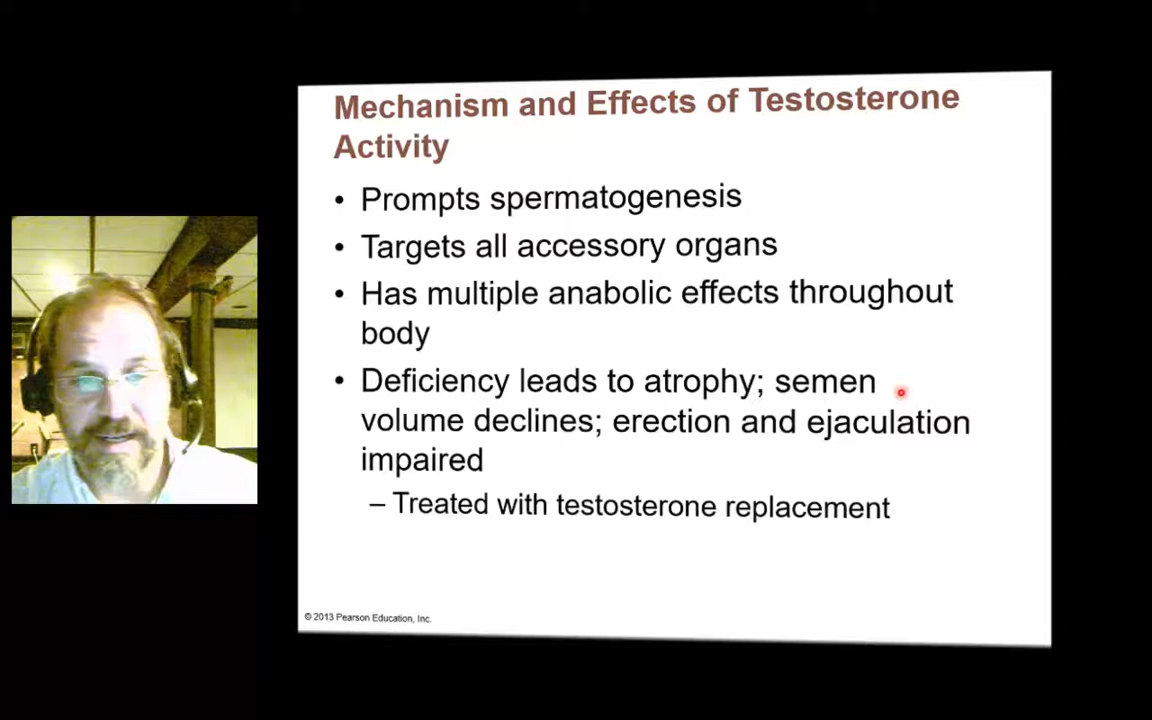 Mechanism and Effects of Testosterone
Activity
• Prompts spermatogenesis
• Targets all accessory organs
• Has multiple anabolic effects throughout
body
• Deficiency leads to atrophy; semen
volume declines; erection and ejaculation
impaired
– Treated with testosterone replacement
© 2013 Pearson Education, Inc.